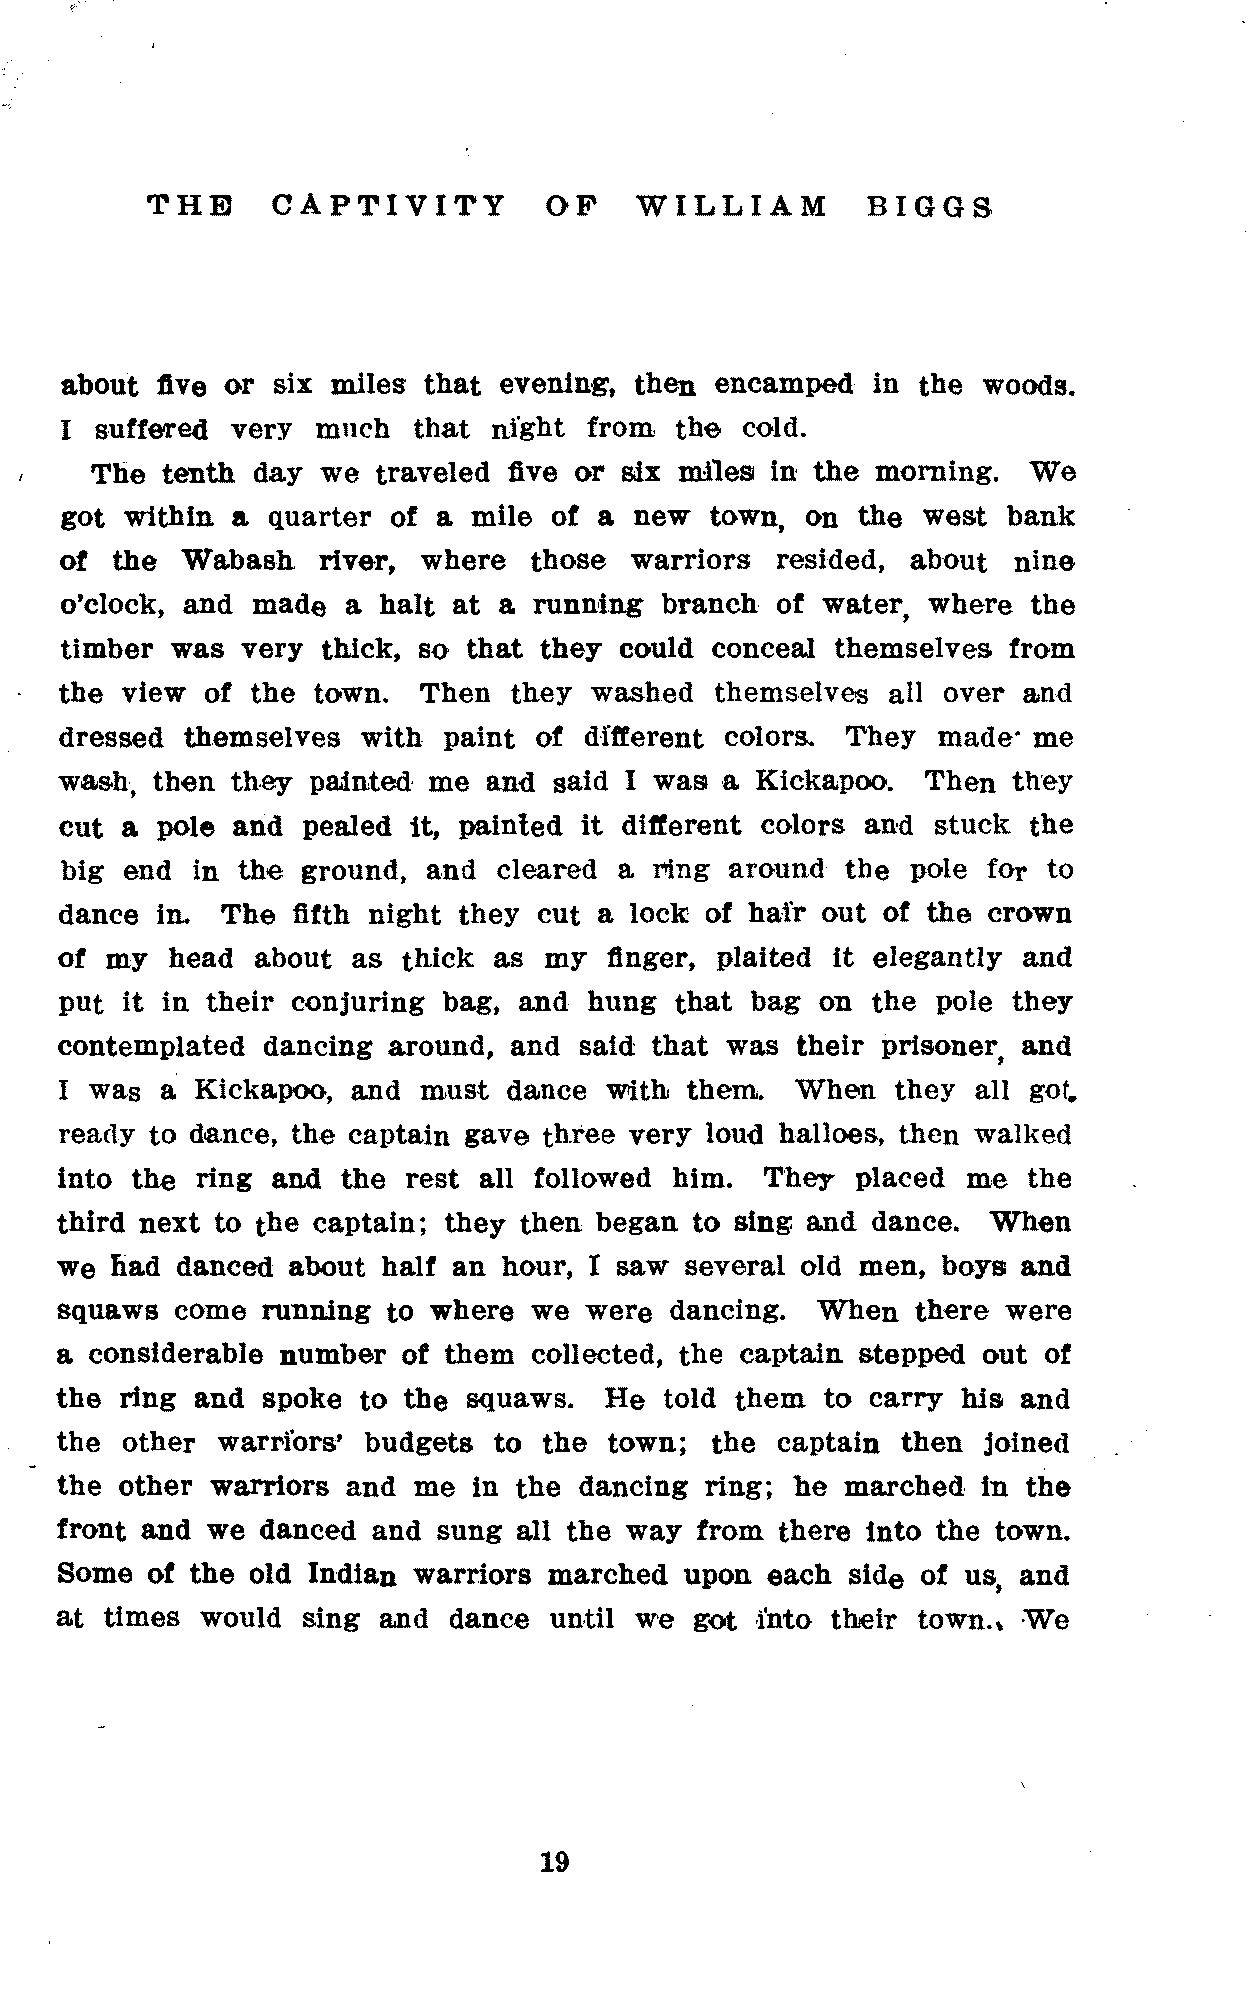 THE CAPTIVITY OF WILLIAM BIGGS
about five or six miles that evening, then encamped in the woods.
I suffered very much that night from the cold.
The tenth day we traveled five or six miles in the morning. We
got within a quarter of a mile of a new town, on the west bank
of the Wabash river, where those warriors resided, about nine
o'clock, and made a halt at a running branch of water, where the
timber was very thick, so that they could conceal themselves from
the view of the town. Then they washed themselves all over and
dressed themselves with paint of different colors. They made me
wash, then they painted me and said I was a Kickapoo. Then they
cut a pole and pealed it, painted it different colors and stuck the
big end in the ground, and cleared a ring around the pole for to
dance in. The fifth night they cut a lock of hair out of the crown
of my head about as thick as my finger, plaited it elegantly and
put it in their conjuring bag, and hung that bag on the pole they
contemplated dancing around, and said that was their prisoner, and
I was a Kickapoo, and must dance with them. When they all got
ready to dance, the captain gave three very loud halloes, then walked
into the ring and the rest all followed him. They placed me the
third next to the captain; they then began to sing and dance. When
we had danced about half an hour, I saw several old men, boys and
squaws come running to where we were dancing. When there were
a considerable number of them collected, the captain stepped out of
the ring and spoke to the squaws. He told them to carry his and
the other warriors' budgets to the town; the captain then joined
the other warriors and me in the dancing ring; he marched in the
front and we danced and sung all the way from there into the town.
Some of the old Indian warriors marched upon each side of us, and
at times would sing and dance until we got into their town. We
19